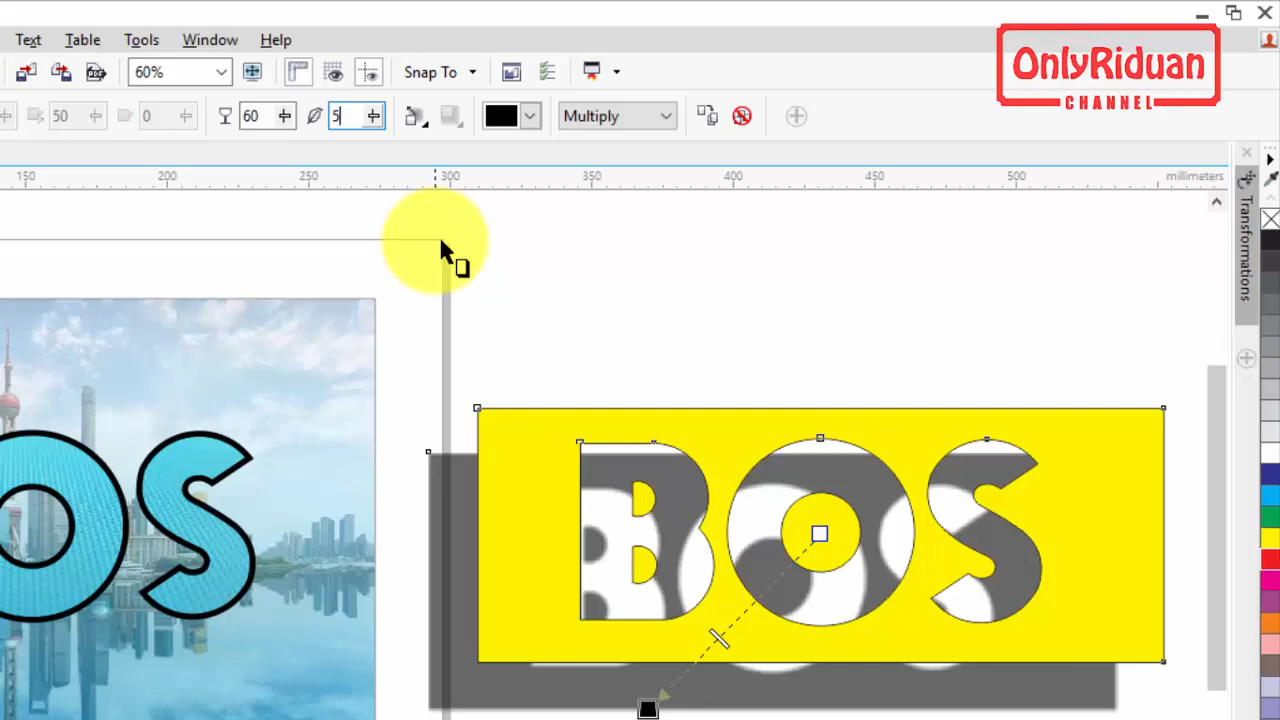 Text Table Tools Window Help
OnlyRiduan
CHANNEL
60% Snap To
50 0 60 5 Multiply
150 200 250 300 350 400 450 500 millimeters
Transformations
OS
BOS